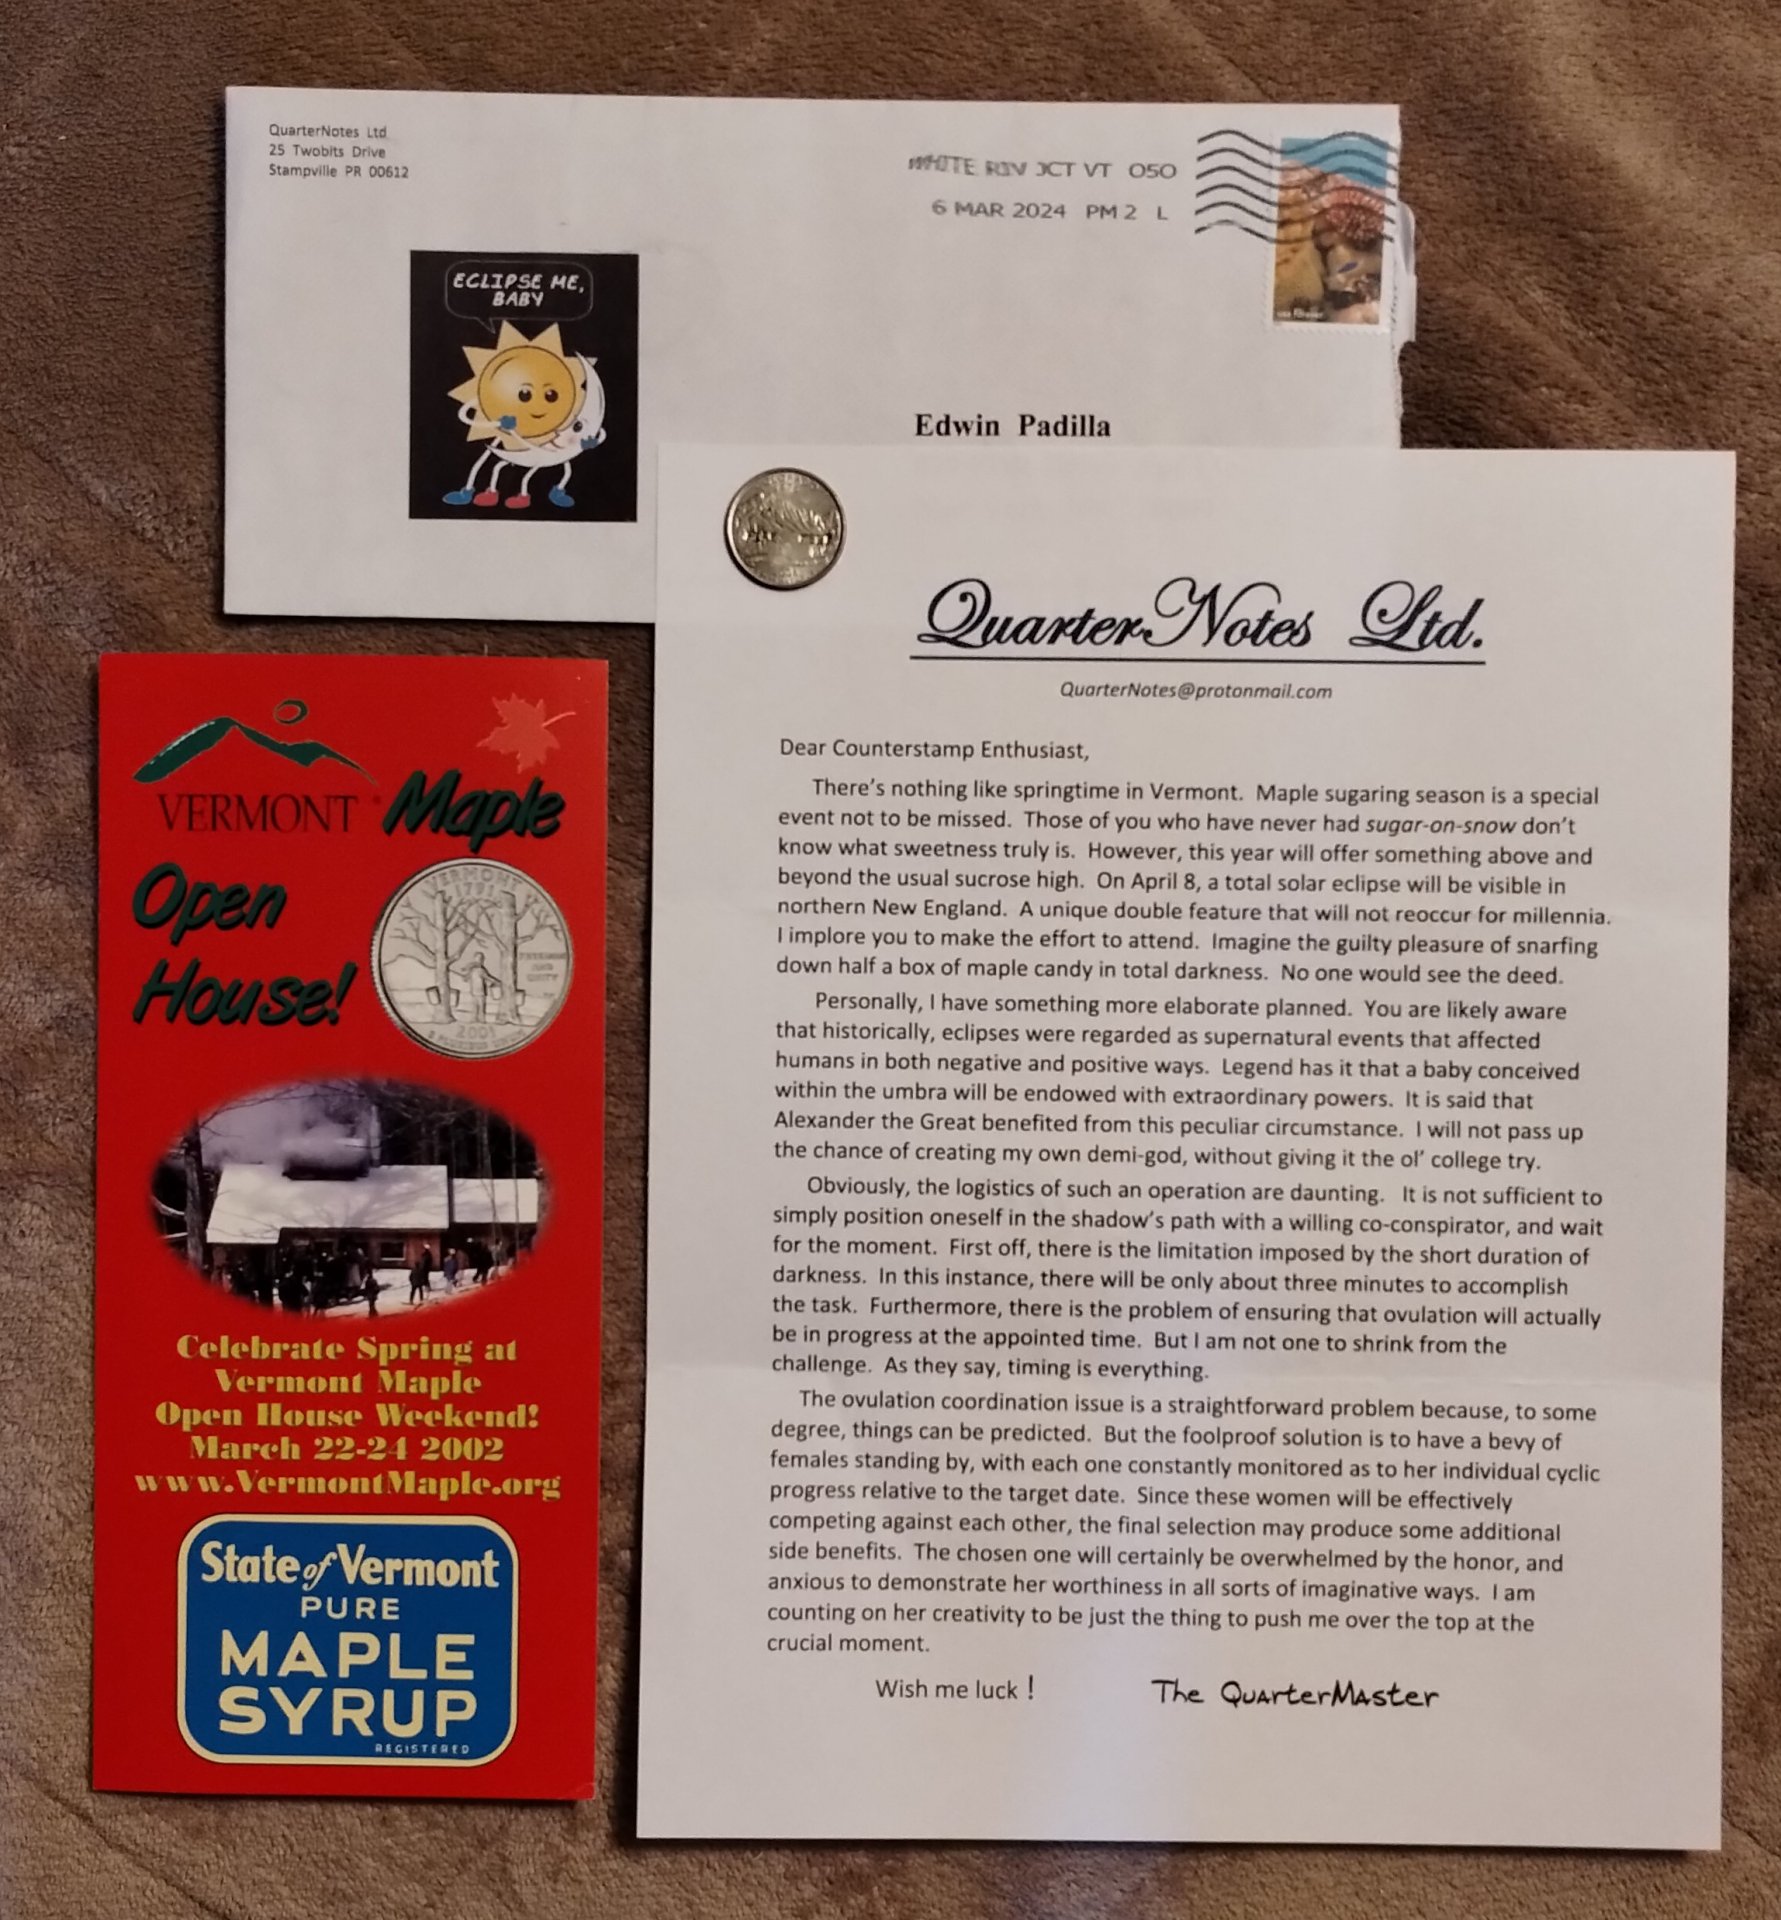 QuarterNotes Ltd
25 Twobits Drive
Stampville PR 00612
WHITE RIV JCT VT 050
6 MAR 2024 PM 2 L
ECLIPSE ME,
BABY
Edwin Padilla
QuarterNotes Ltd.
QuarterNotes@protonmail.com
Dear Counterstamp Enthusiast,
There's nothing like springtime in Vermont. Maple sugaring season is a special
event not to be missed. Those of you who have never had sugar-on-snow don't
know what sweetness truly is. However, this year will offer something above and
beyond the usual sucrose high. On April 8, a total solar eclipse will be visible in
northern New England. A unique double feature that will not reoccur for millennia.
I implore you to make the effort to attend. Imagine the guilty pleasure of snarfing
down half a box of maple candy in total darkness. No one would see the deed.
Personally, I have something more elaborate planned. You are likely aware
that historically, eclipses were regarded as supernatural events that affected
humans in both negative and positive ways. Legend has it that a baby conceived
within the umbra will be endowed with extraordinary powers. It is said that
Alexander the Great benefited from this peculiar circumstance. I will not pass up
the chance of creating my own demi-god, without giving it the ol' college try.
Obviously, the logistics of such an operation are daunting. It is not sufficient to
simply position oneself in the shadow's path with a willing co-conspirator, and wait
for the moment. First off, there is the limitation imposed by the short duration of
darkness. In this instance, there will be only about three minutes to accomplish
the task. Furthermore, there is the problem of ensuring that ovulation will actually
be in progress at the appointed time. But I am not one to shrink from the
challenge. As they say, timing is everything.
The ovulation coordination issue is a straightforward problem because, to some
degree, things can be predicted. But the foolproof solution is to have a bevy of
females standing by, with each one constantly monitored as to her individual cyclic
progress relative to the target date. Since these women will be effectively
competing against each other, the final selection may produce some additional
side benefits. The chosen one will certainly be overwhelmed by the honor, and
anxious to demonstrate her worthiness in all sorts of imaginative ways. I am
counting on her creativity to be just the thing to push me over the top at the
crucial moment.
Wish me luck !
The QuarterMaster
VERMONT Maple
Open
House!
VERMONT
1791
FREEDOM
AND
UNITY
2001
E PLURIBUS UNUM
Celebrate Spring at
Vermont Maple
Open House Weekend!
March 22-24 2002
www.VermontMaple.org
State of Vermont
PURE
MAPLE
SYRUP
REGISTERED